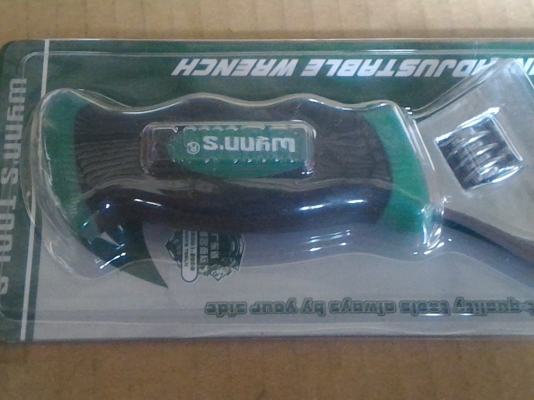 ADJUSTABLE WRENCH
wynn's®
WYNN'S TOOLS
quality tools always by your side